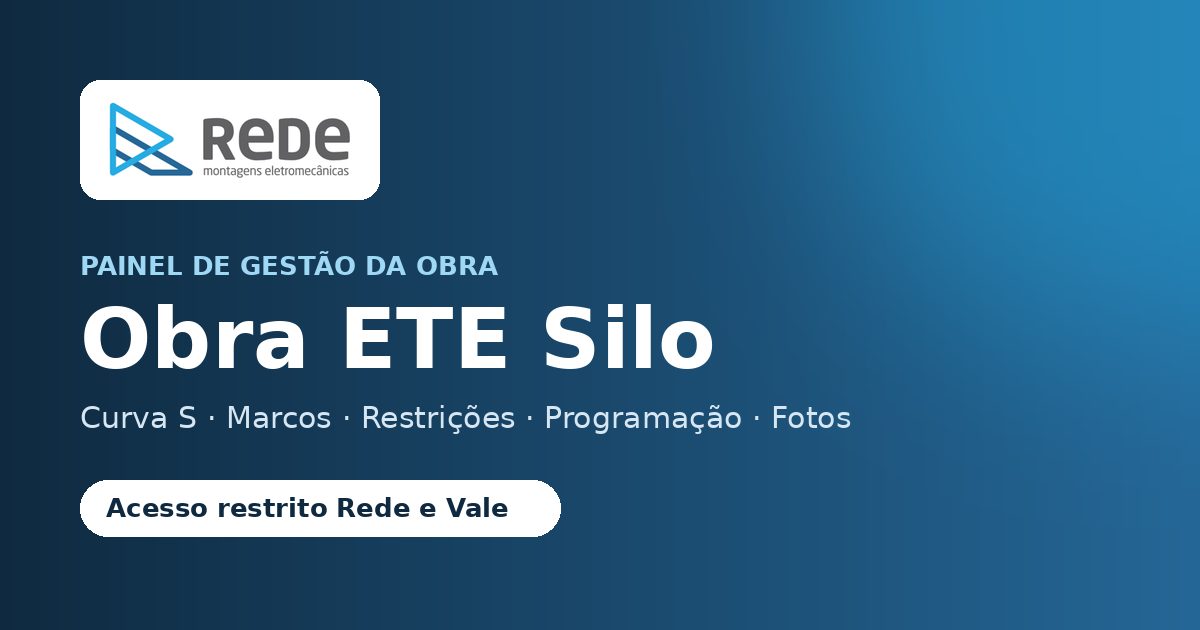 REDE
montagens eletromecânicas
PAINEL DE GESTÃO DA OBRA
Obra ETE Silo
Curva S · Marcos · Restrições · Programação · Fotos
Acesso restrito Rede e Vale